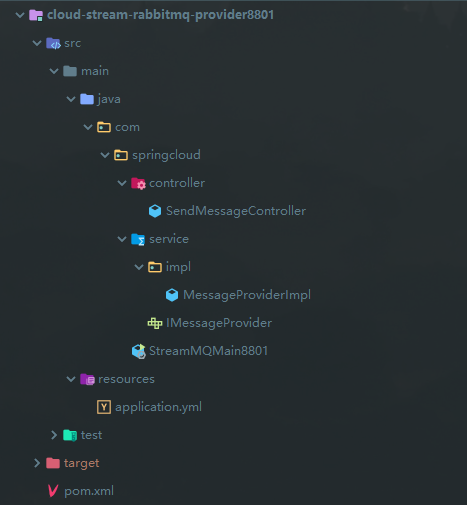 cloud-stream-rabbitmq-provider8801
src
main
java
com
springcloud
controller
SendMessageController
service
impl
MessageProviderImpl
IMessageProvider
StreamMQMain8801
resources
application.yml
test
target
pom.xml